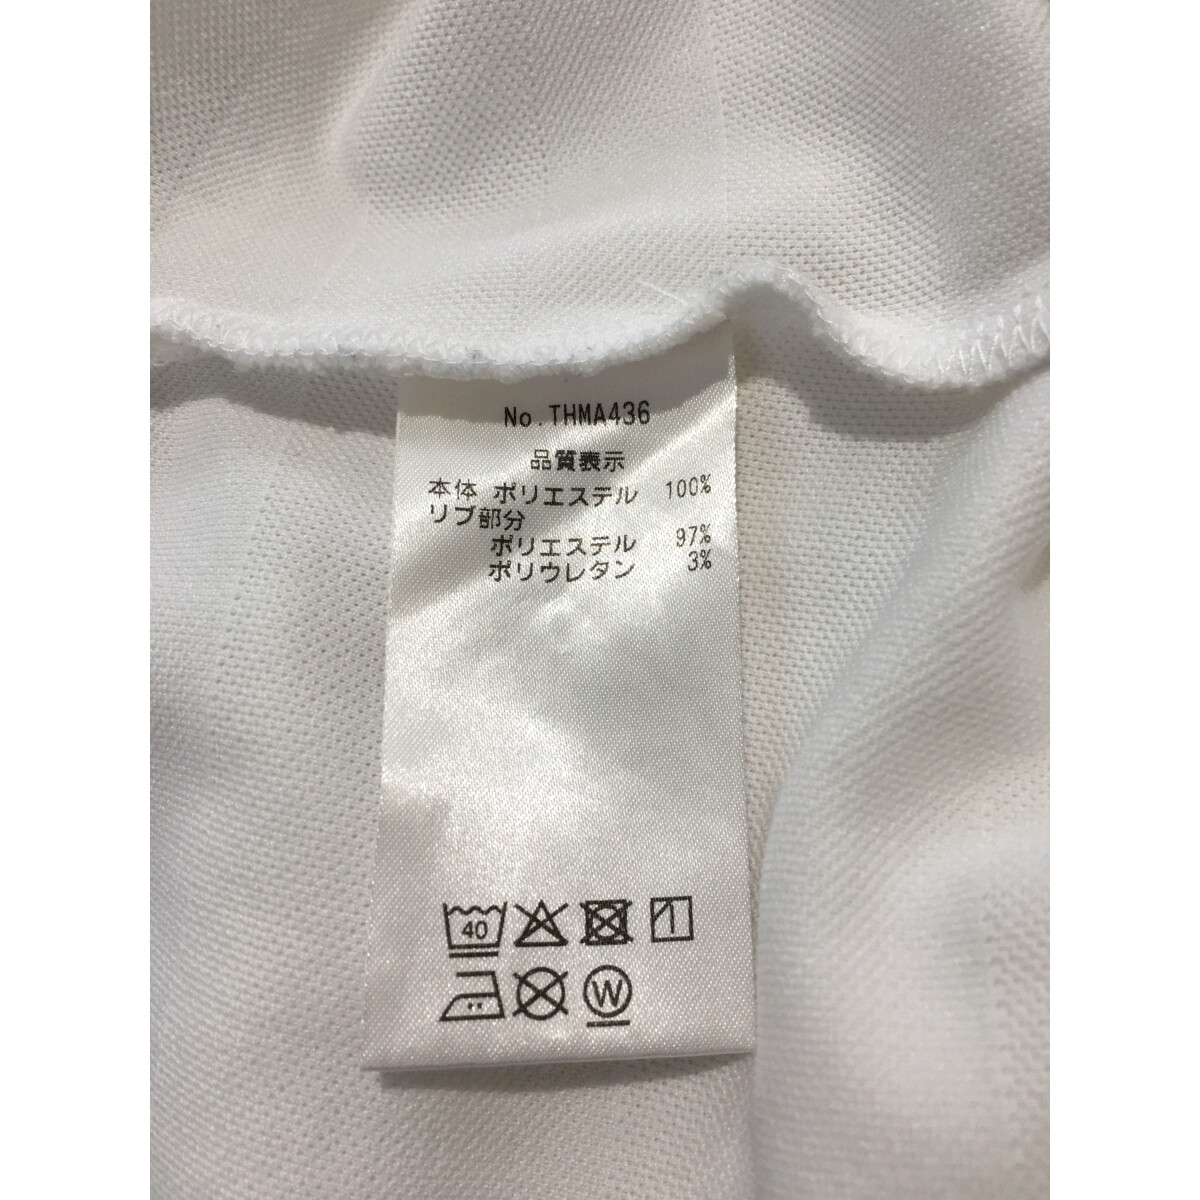 No.THMA436
品質表示
本体 ポリエステル 100%
リブ部分
ポリエステル 97%
ポリウレタン 3%
40
W